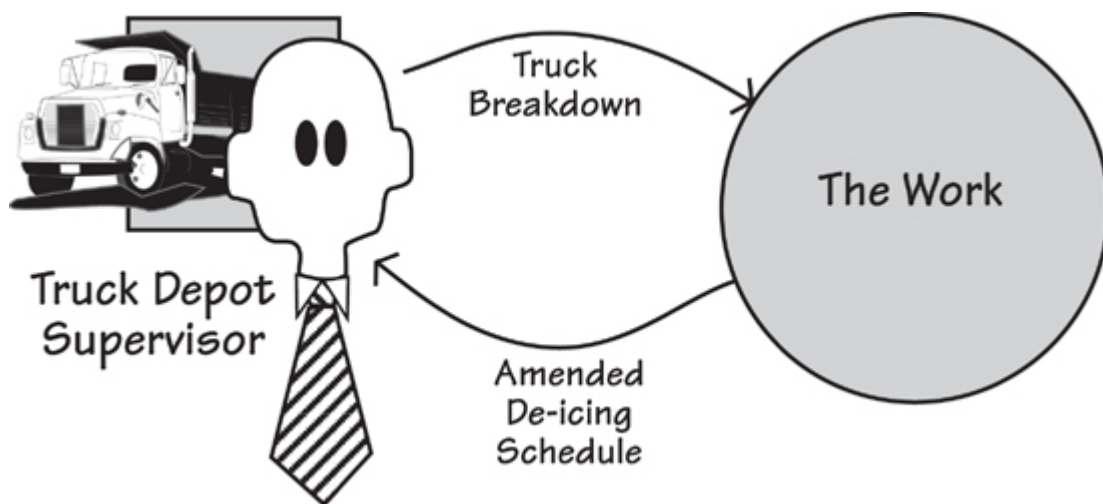 Truck
Breakdown
The Work
Truck Depot
Supervisor
Amended
De-icing
Schedule